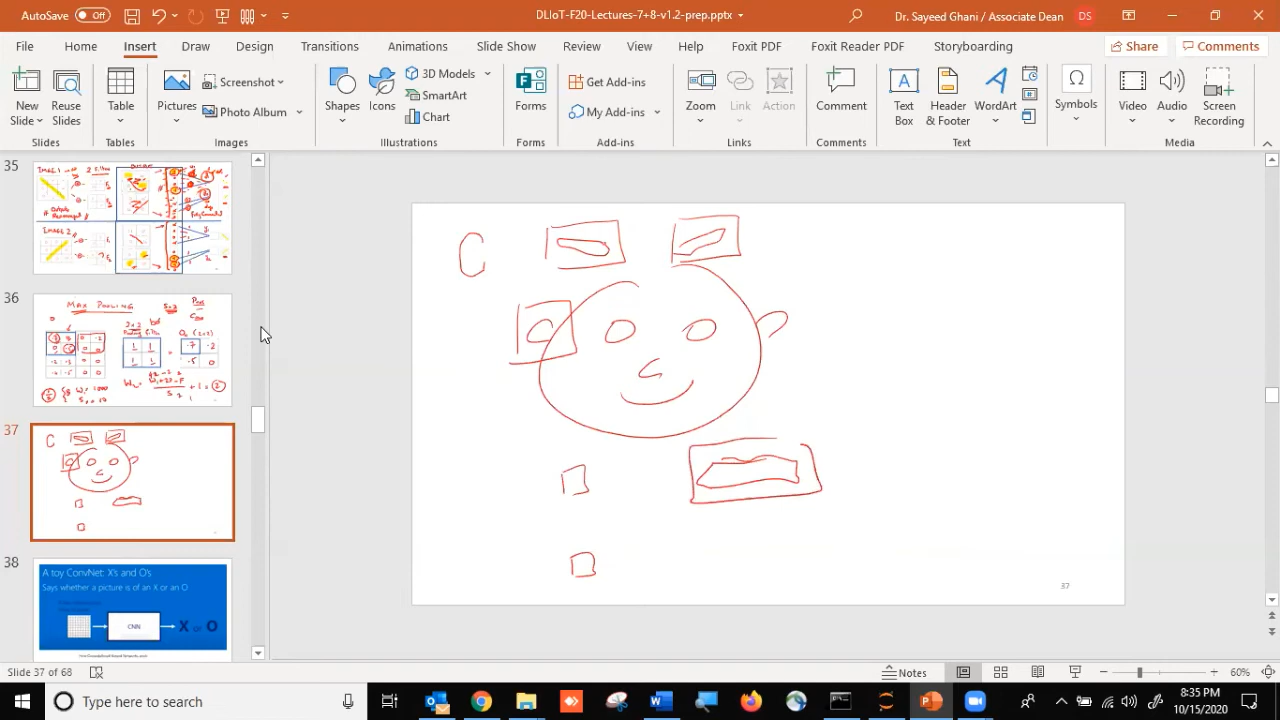 AutoSave Off
DLIoT-F20-Lectures-7+8-v1.2-prep.pptx
Dr. Sayeed Ghani / Associate Dean
DS
File Home Insert Draw Design Transitions Animations Slide Show Review View Help Foxit PDF Foxit Reader PDF Storyboarding Share Comments
New Slide
Reuse Slides
Table
Pictures
Screenshot
Photo Album
Shapes
Icons
3D Models
SmartArt
Chart
Forms
Get Add-ins
My Add-ins
Zoom
Link
Action
Comment
Text Box
Header & Footer
WordArt
Symbols
Video
Audio
Screen Recording
Slides Tables Images Illustrations Forms Add-ins Links Comments Text Media
35
IMAGE 1
2 Filters
IMAGE 2
36
MAX POOLING
37
C
37
38
A toy ConvNet: X's and O's
Says whether a picture is of an X or an O
CNN
X or O
Slide 37 of 68
Notes
60%
Type here to search
8:35 PM
10/15/2020